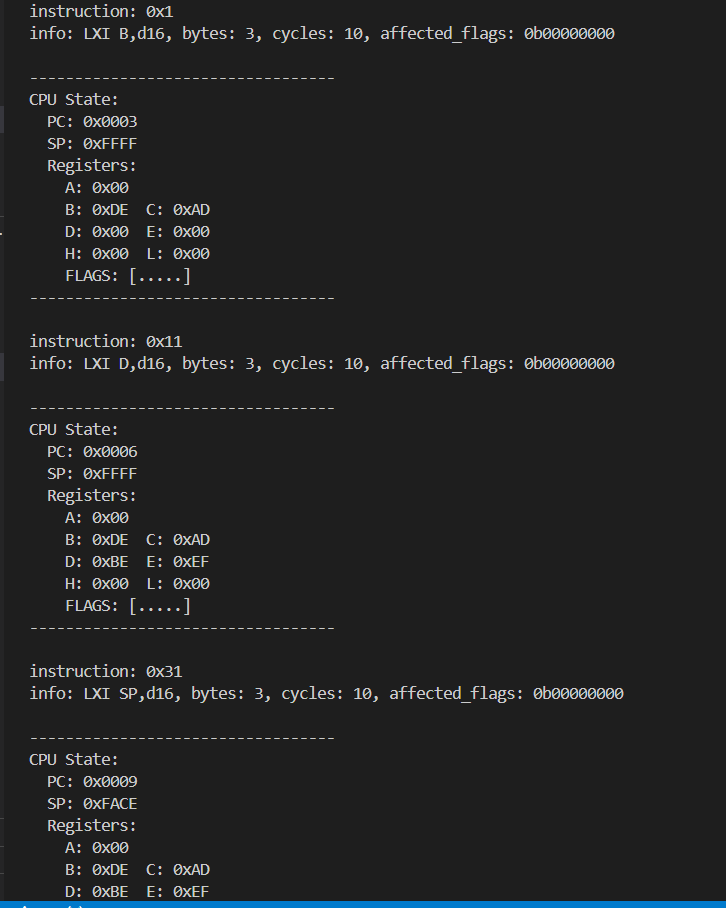 instruction: 0x1
info: LXI B,d16, bytes: 3, cycles: 10, affected_flags: 0b00000000
----------------------------------
CPU State:
PC: 0x0003
SP: 0xFFFF
Registers:
A: 0x00
B: 0xDE  C: 0xAD
D: 0x00  E: 0x00
H: 0x00  L: 0x00
FLAGS: [.....]
----------------------------------
instruction: 0x11
info: LXI D,d16, bytes: 3, cycles: 10, affected_flags: 0b00000000
----------------------------------
CPU State:
PC: 0x0006
SP: 0xFFFF
Registers:
A: 0x00
B: 0xDE  C: 0xAD
D: 0xBE  E: 0xEF
H: 0x00  L: 0x00
FLAGS: [.....]
----------------------------------
instruction: 0x31
info: LXI SP,d16, bytes: 3, cycles: 10, affected_flags: 0b00000000
----------------------------------
CPU State:
PC: 0x0009
SP: 0xFACE
Registers:
A: 0x00
B: 0xDE  C: 0xAD
D: 0xBE  E: 0xEF